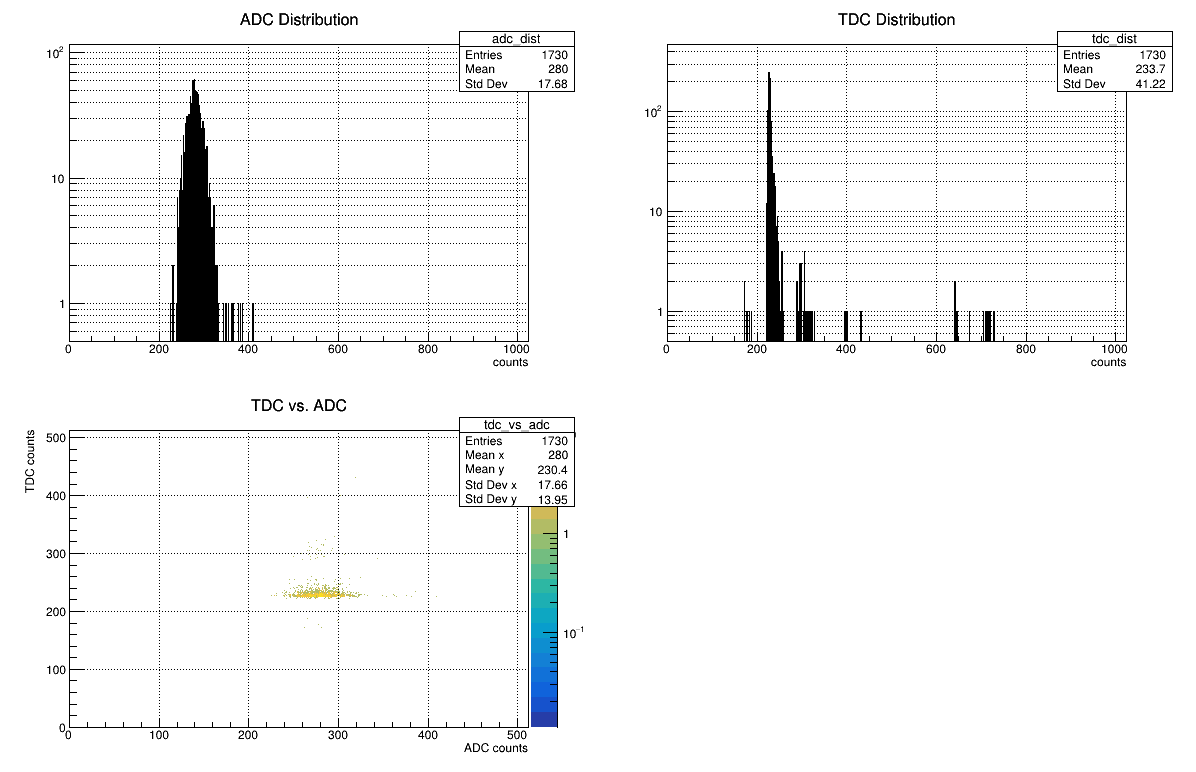 ADC Distribution
adc_dist
Entries 1730
Mean 280
Std Dev 17.68
10²
10
1
0 200 400 600 800 1000
counts
TDC Distribution
tdc_dist
Entries 1730
Mean 233.7
Std Dev 41.22
10²
10
1
0 200 400 600 800 1000
counts
TDC vs. ADC
tdc_vs_adc
Entries 1730
Mean x 280
Mean y 230.4
Std Dev x 17.66
Std Dev y 13.95
TDC counts
500
400
300
200
100
0
0 100 200 300 400 500
ADC counts
1
10⁻¹